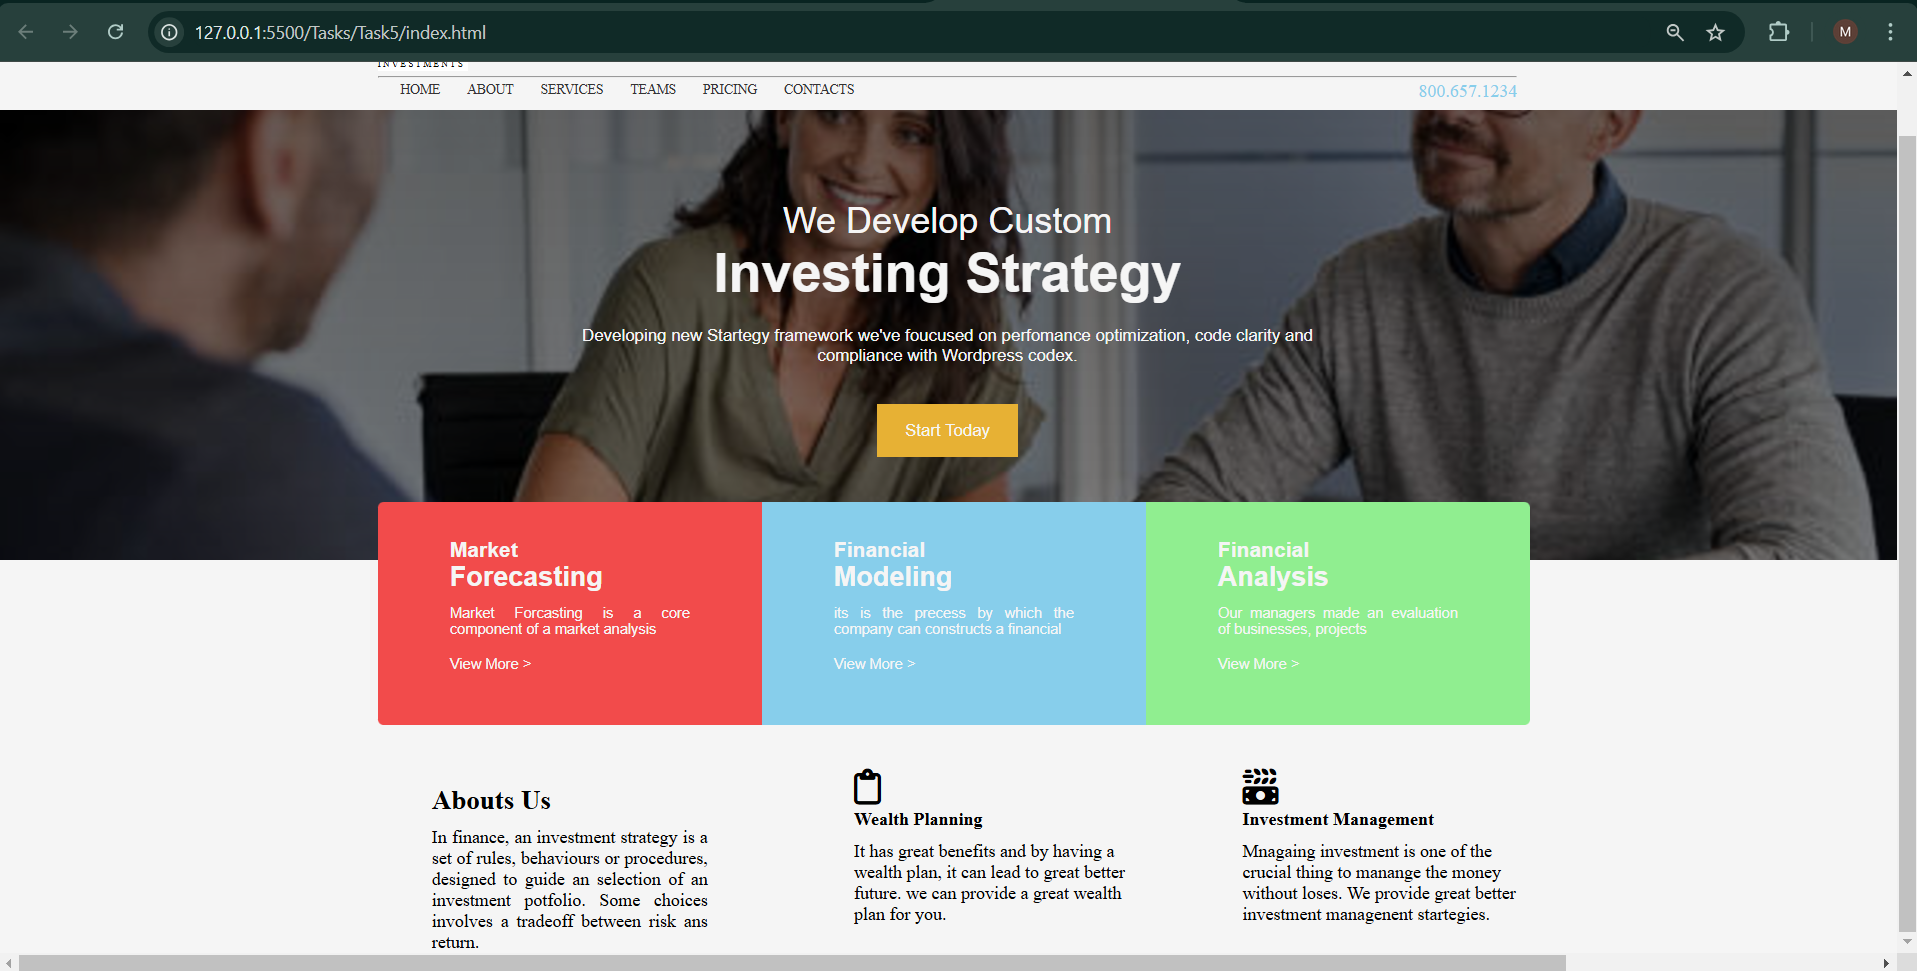 127.0.0.1:5500/Tasks/Task5/index.html
M
INVESTMENTS
HOME ABOUT SERVICES TEAMS PRICING CONTACTS 800.657.1234
We Develop Custom
Investing Strategy
Developing new Startegy framework we've foucused on perfomance optimization, code clarity and
compliance with Wordpress codex.
Start Today
Market
Forecasting
Market Forcasting is a core
component of a market analysis
View More >
Financial
Modeling
its is the precess by which the
company can constructs a financial
View More >
Financial
Analysis
Our managers made an evaluation
of businesses, projects
View More >
Abouts Us
In finance, an investment strategy is a
set of rules, behaviours or procedures,
designed to guide an selection of an
investment potfolio. Some choices
involves a tradeoff between risk ans
return.
Wealth Planning
It has great benefits and by having a
wealth plan, it can lead to great better
future. we can provide a great wealth
plan for you.
Investment Management
Mnagaing investment is one of the
crucial thing to manange the money
without loses. We provide great better
investment managenent startegies.